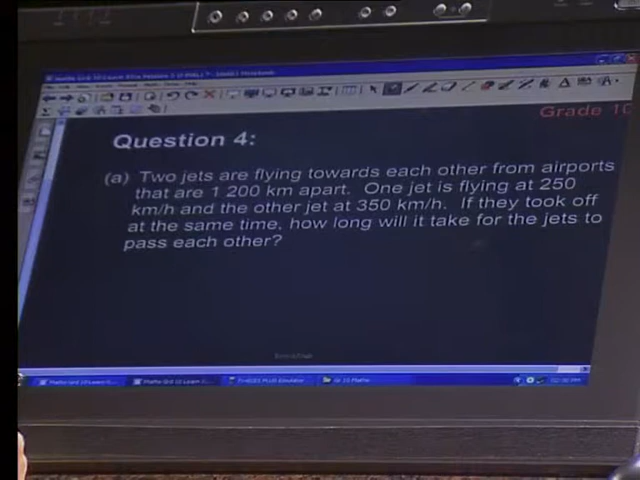 Grade 10
Question 4:
(a) Two jets are flying towards each other from airports
that are 1 200 km apart. One jet is flying at 250
km/h and the other jet at 350 km/h. If they took off
at the same time, how long will it take for the jets to
pass each other?